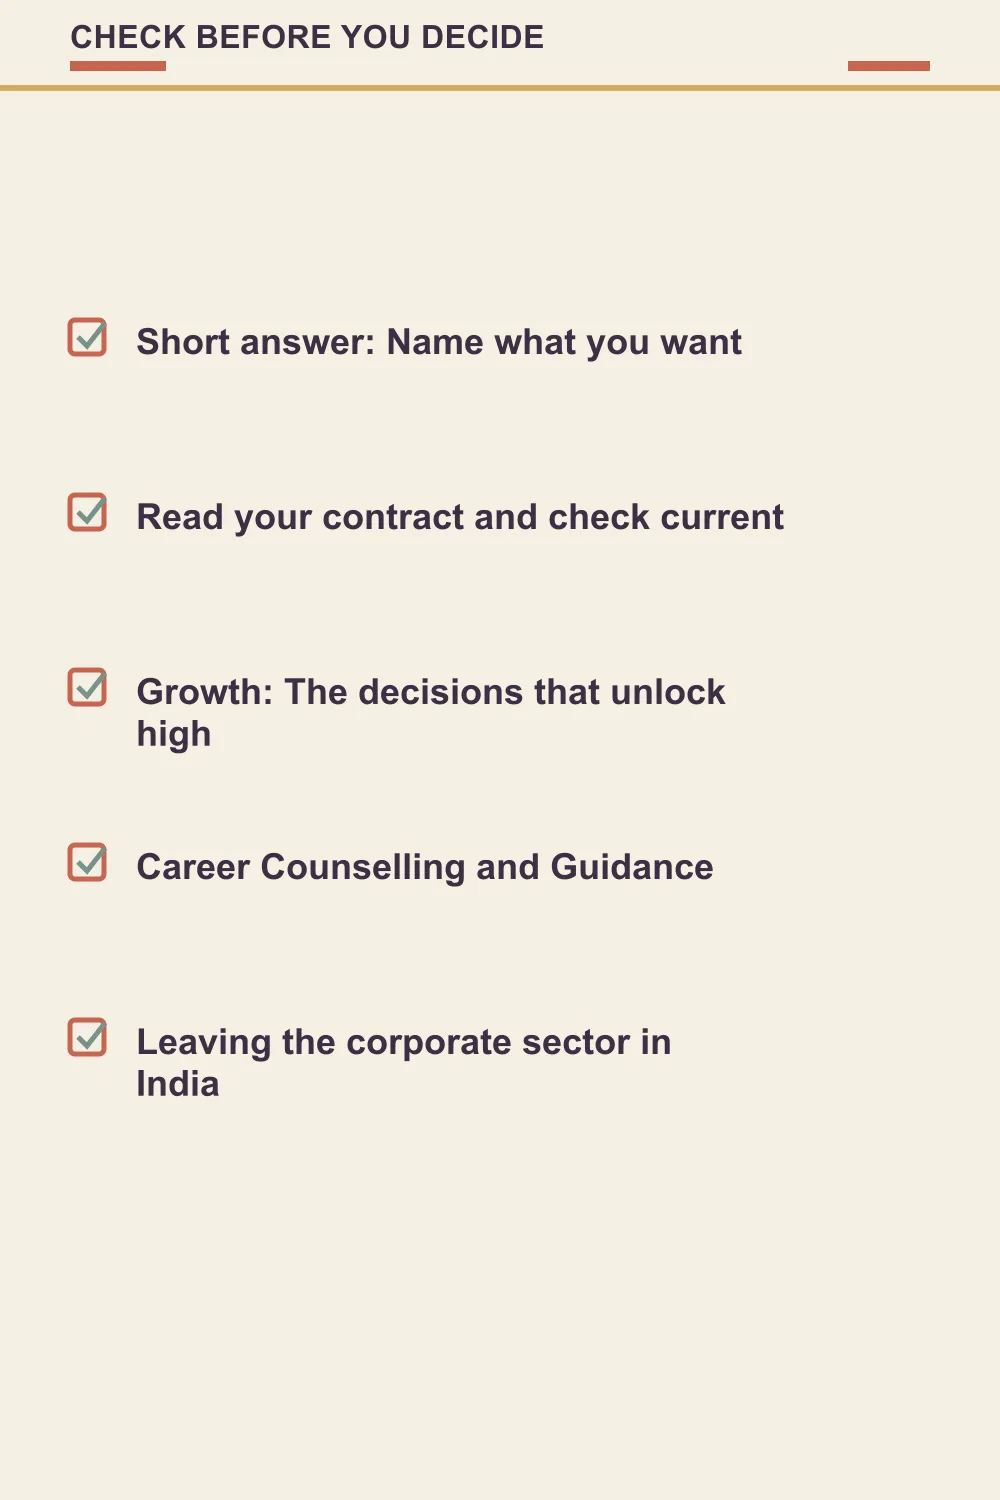 CHECK BEFORE YOU DECIDE
Short answer: Name what you want
Read your contract and check current
Growth: The decisions that unlock
high
Career Counselling and Guidance
Leaving the corporate sector in
India